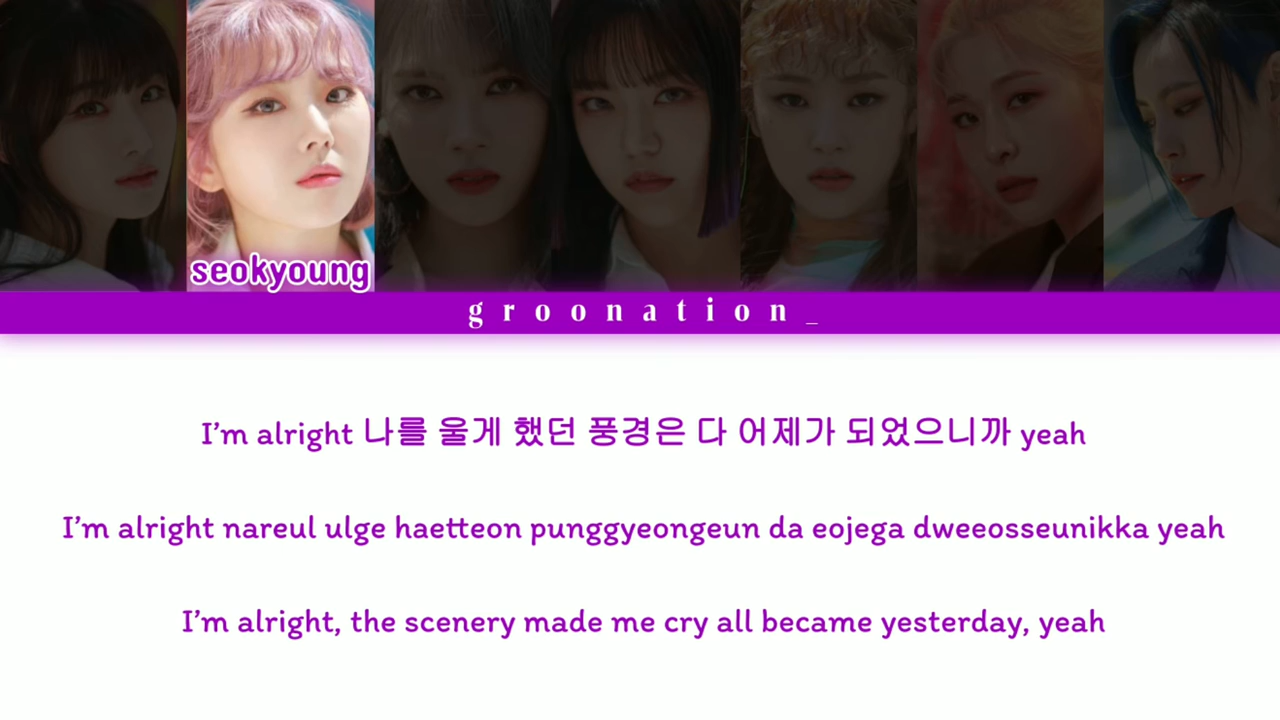 seokyoung
groonation_
I'm alright 나를 울게 했던 풍경은 다 어제가 되었으니까 yeah
I'm alright nareul ulge haetteon punggyeongeun da eojega dweeosseunikka yeah
I'm alright, the scenery made me cry all became yesterday, yeah